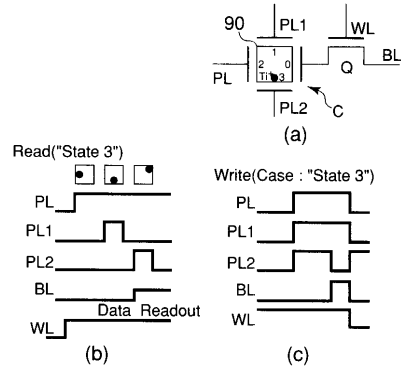 90
PL1
WL
1
2
0
BL
PL
Ti
3
Q
PL2
C
(a)
Read("State 3")
PL
PL1
PL2
BL
Data Readout
WL
(b)
Write(Case : "State 3")
PL
PL1
PL2
BL
WL
(c)